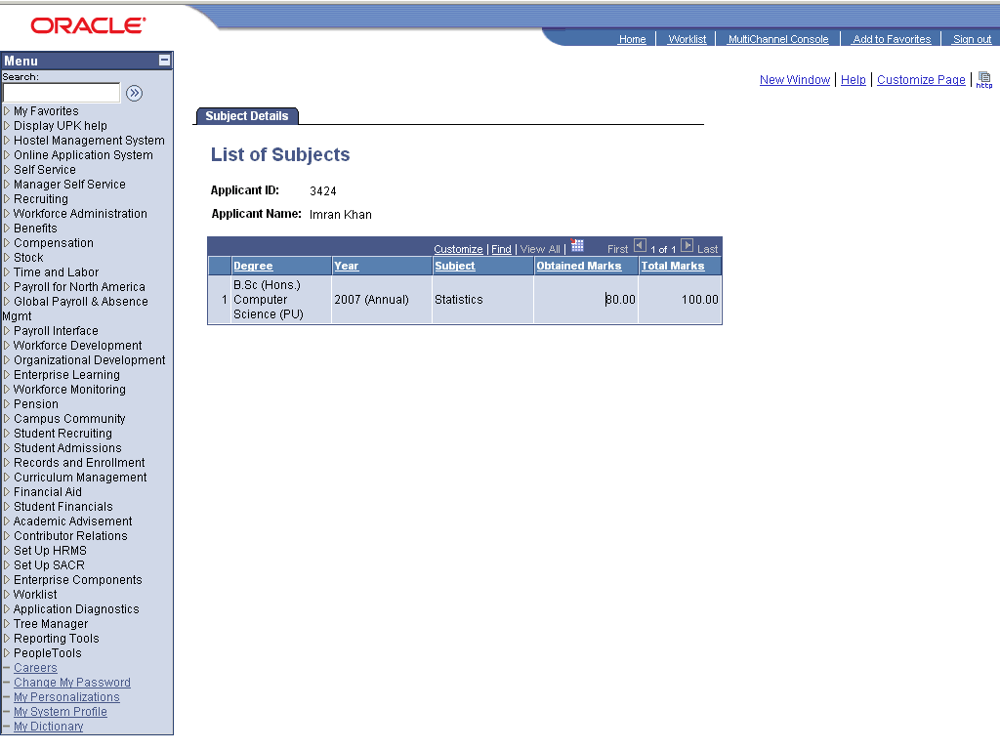 ORACLE®
Home Worklist MultiChannel Console Add to Favorites Sign out
Menu
Search:
New Window Help Customize Page http
My Favorites
Display UPK help
Hostel Management System
Online Application System
Self Service
Manager Self Service
Recruiting
Workforce Administration
Benefits
Compensation
Stock
Time and Labor
Payroll for North America
Global Payroll & Absence
Mgmt
Payroll Interface
Workforce Development
Organizational Development
Enterprise Learning
Workforce Monitoring
Pension
Campus Community
Student Recruiting
Student Admissions
Records and Enrollment
Curriculum Management
Financial Aid
Student Financials
Academic Advisement
Contributor Relations
Set Up HRMS
Set Up SACR
Enterprise Components
Worklist
Application Diagnostics
Tree Manager
Reporting Tools
PeopleTools
Careers
Change My Password
My Personalizations
My System Profile
My Dictionary
Subject Details
List of Subjects
Applicant ID: 3424
Applicant Name: Imran Khan
Customize | Find | View All | First 1 of 1 Last
Degree Year Subject Obtained Marks Total Marks
B.Sc (Hons.)
1 Computer 2007 (Annual) Statistics 80.00 100.00
Science (PU)